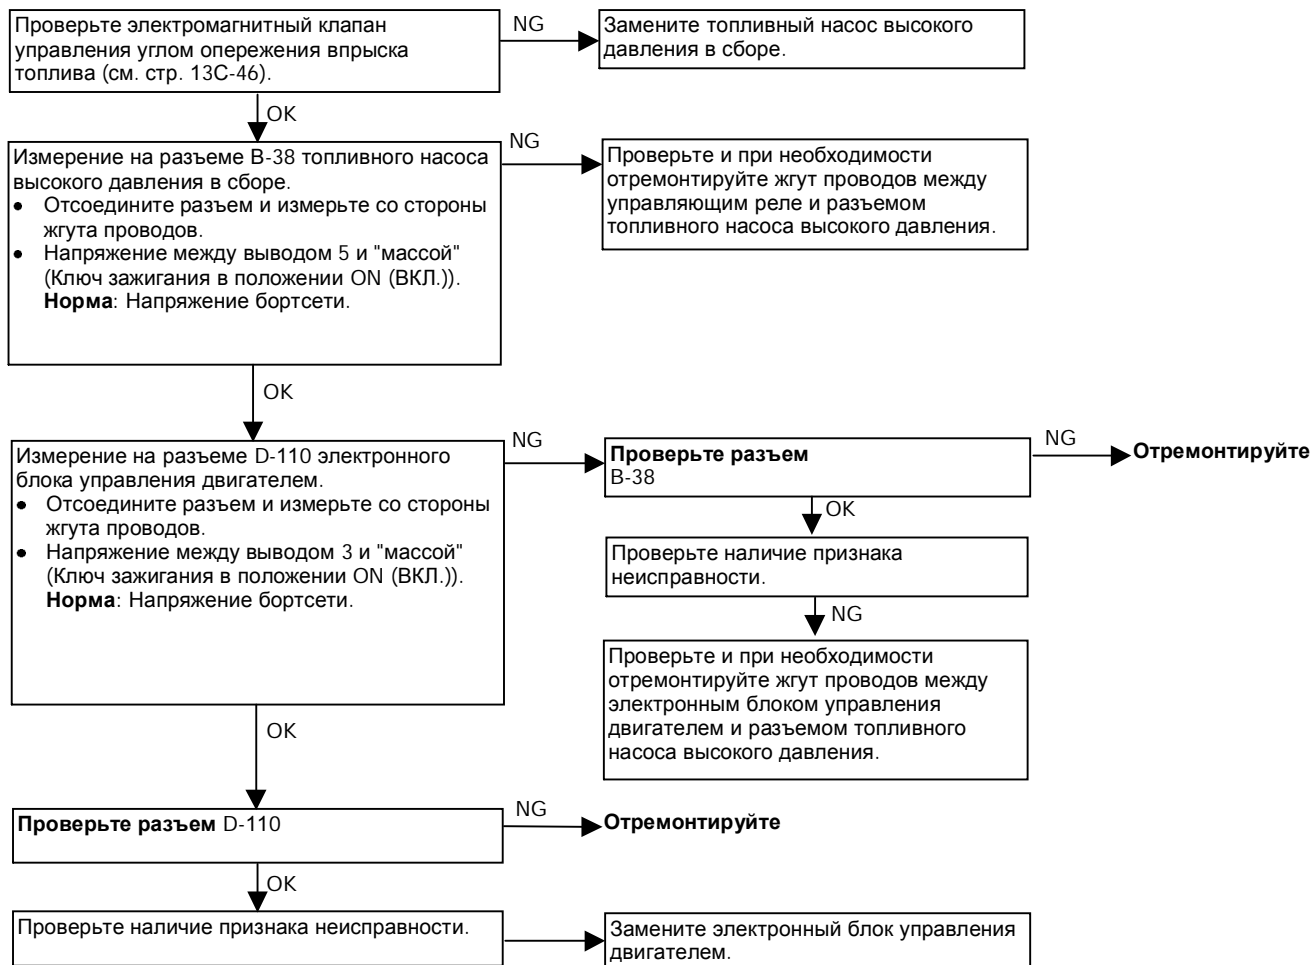 Проверьте электромагнитный клапан
управления углом опережения впрыска
топлива (см. стр. 13C-46).
NG
Замените топливный насос высокого
давления в сборе.
OK
Измерение на разъеме B-38 топливного насоса
высокого давления в сборе.
• Отсоедините разъем и измерьте со стороны
жгута проводов.
• Напряжение между выводом 5 и "массой"
(Ключ зажигания в положении ON (ВКЛ.)).
Норма: Напряжение бортсети.
NG
Проверьте и при необходимости
отремонтируйте жгут проводов между
управляющим реле и разъемом
топливного насоса высокого давления.
OK
Измерение на разъеме D-110 электронного
блока управления двигателем.
• Отсоедините разъем и измерьте со стороны
жгута проводов.
• Напряжение между выводом 3 и "массой"
(Ключ зажигания в положении ON (ВКЛ.)).
Норма: Напряжение бортсети.
NG
Проверьте разъем
B-38
NG
Отремонтируйте
OK
Проверьте наличие признака
неисправности.
NG
Проверьте и при необходимости
отремонтируйте жгут проводов между
электронным блоком управления
двигателем и разъемом топливного
насоса высокого давления.
OK
Проверьте разъем D-110
NG
Отремонтируйте
OK
Проверьте наличие признака неисправности.
Замените электронный блок управления
двигателем.